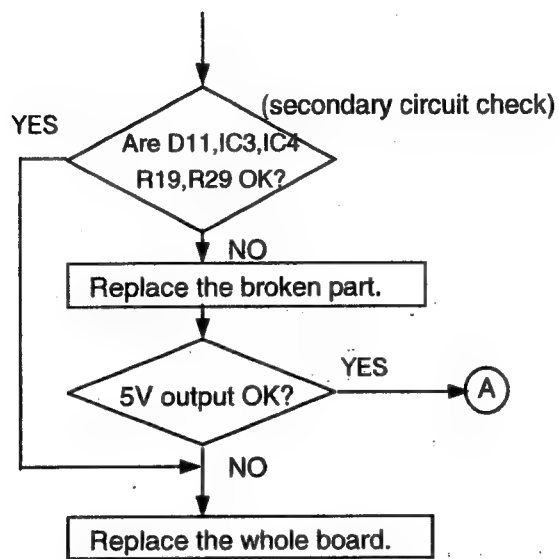 (secondary circuit check)
YES
Are D11,IC3,IC4
R19,R29 OK?
NO
Replace the broken part.
YES
5V output OK?
A
NO
Replace the whole board.